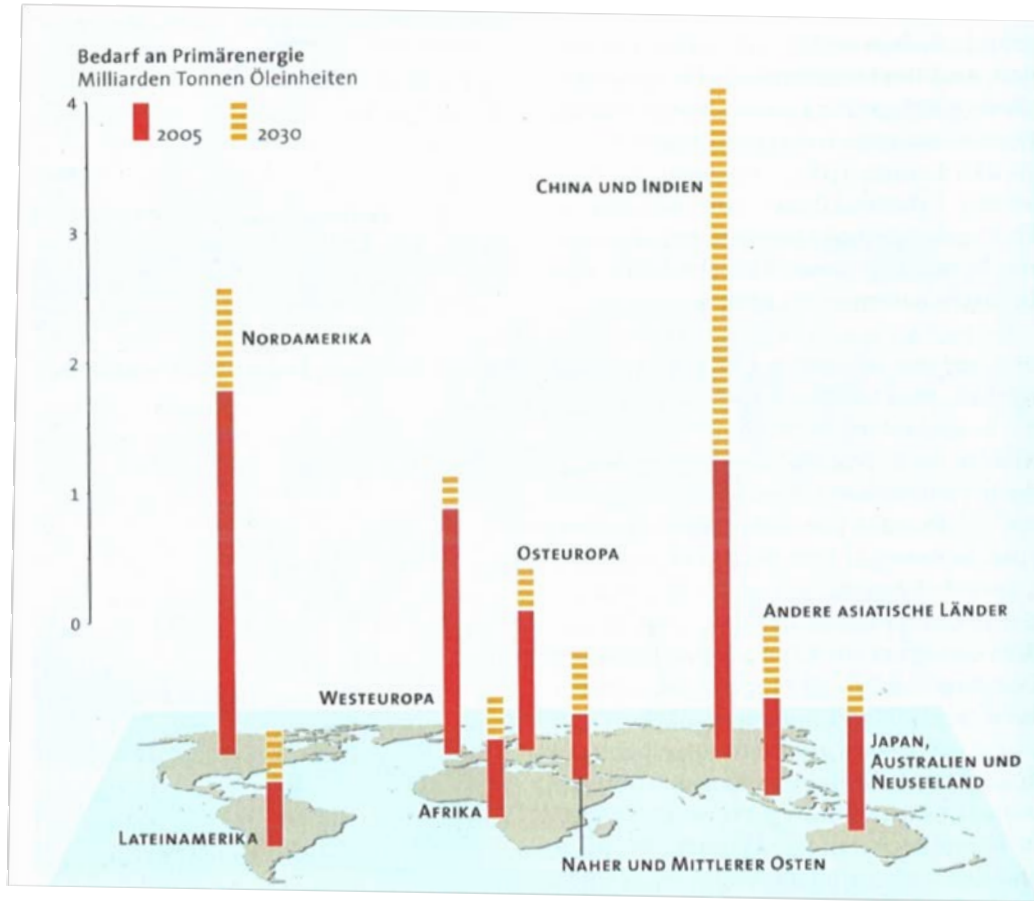 Bedarf an Primärenergie
Milliarden Tonnen Öleinheiten
4
2005 2030
CHINA UND INDIEN
3
NORDAMERIKA
2
1
OSTEUROPA
ANDERE ASIATISCHE LÄNDER
0
WESTEUROPA
JAPAN,
AUSTRALIEN UND
NEUSEELAND
AFRIKA
LATEINAMERIKA
NAHER UND MITTLERER OSTEN